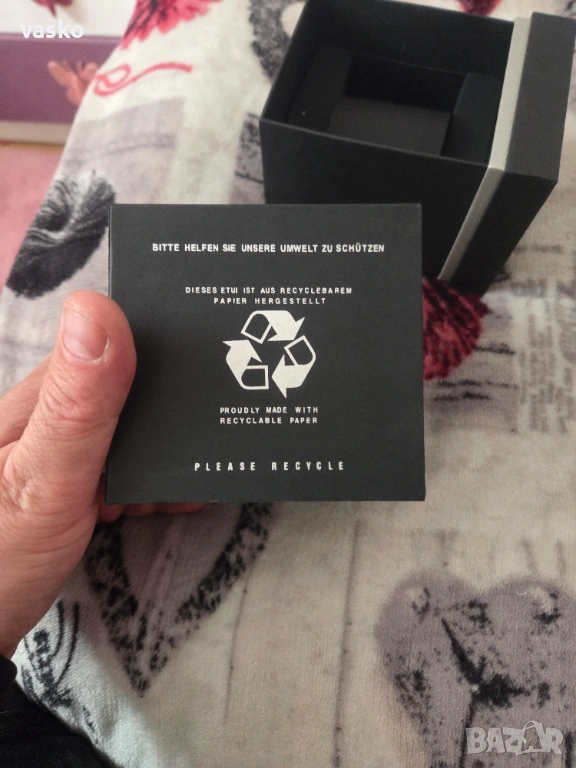 vasko
BITTE HELFEN SIE UNSERE UMWELT ZU SCHÜTZEN
DIESES ETUI IST AUS RECYCLEBAREM
PAPIER HERGESTELLT
PROUDLY MADE WITH
RECYCLABLE PAPER
PLEASE RECYCLE
BAZAR